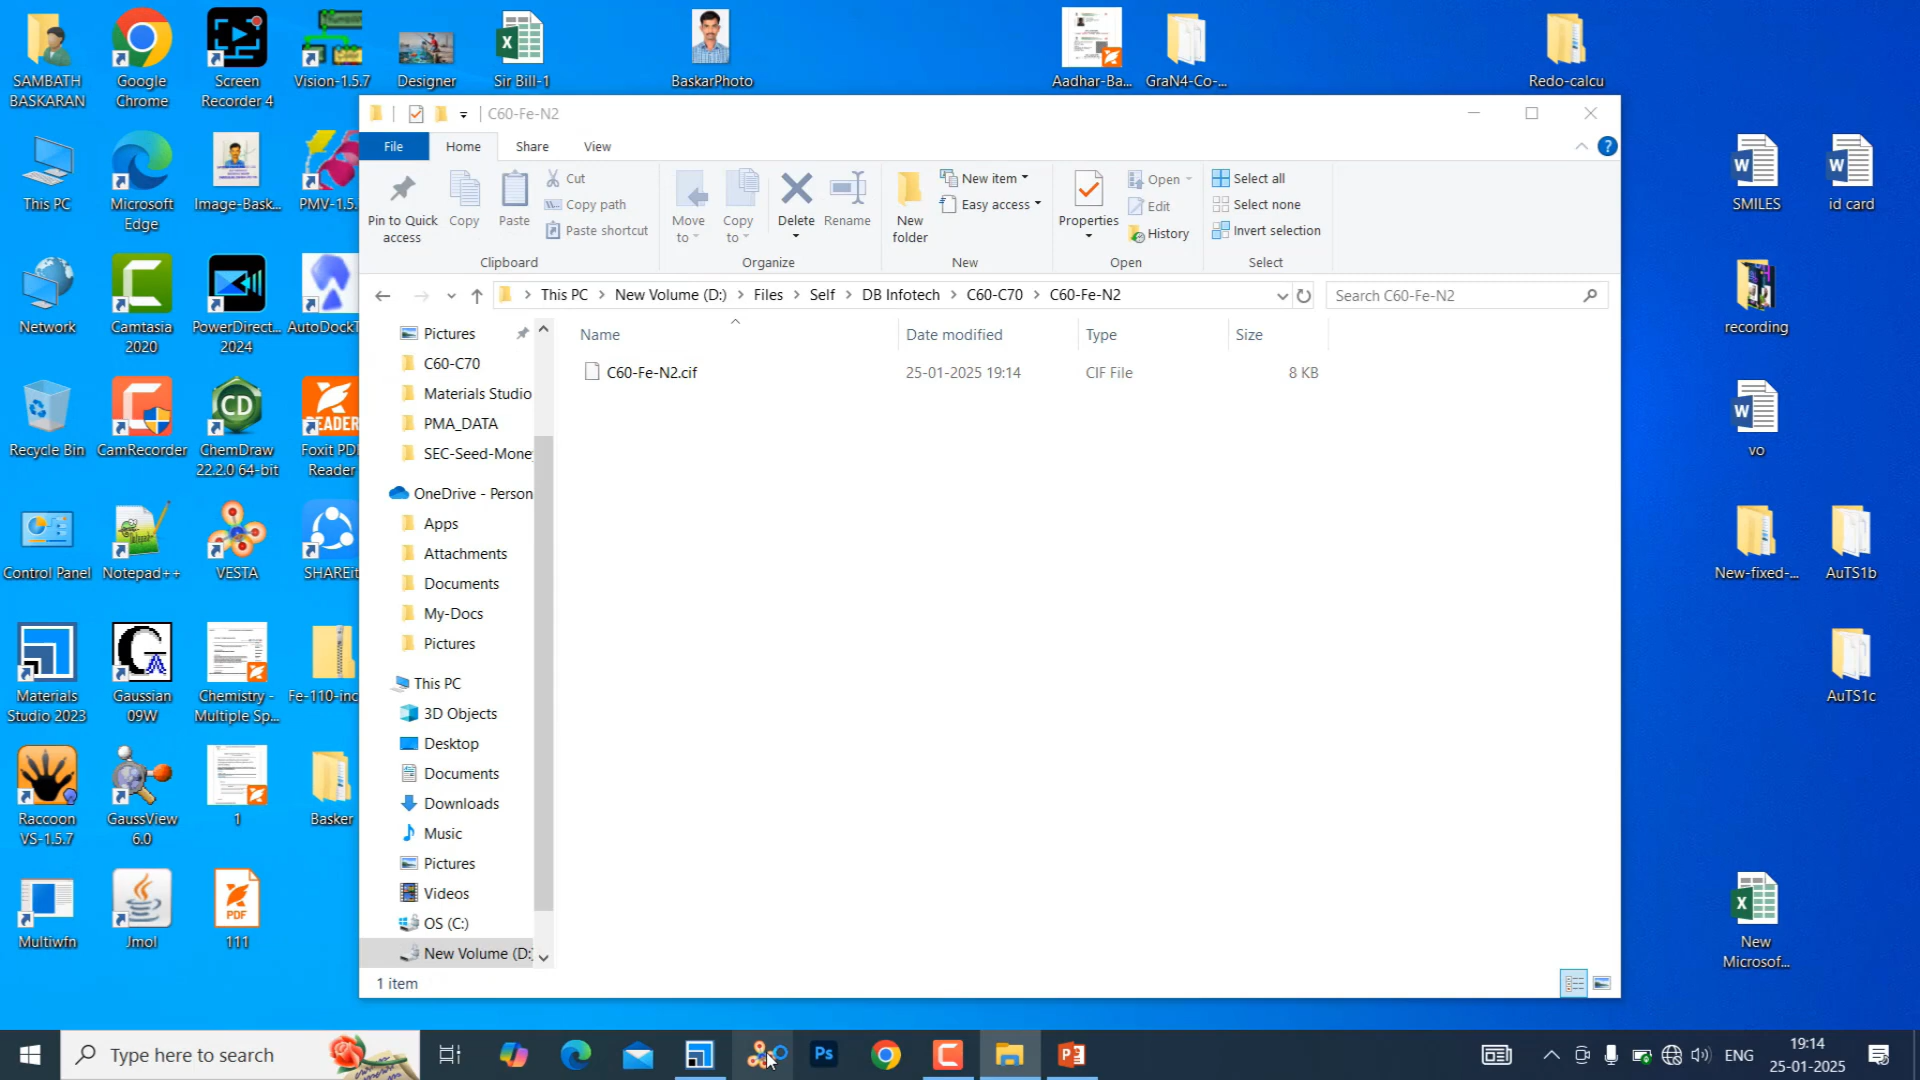 SAMBATH
BASKARAN
Google
Chrome
Screen
Recorder 4
Vision-1.5.7
Designer
Sir Bill-1
BaskarPhoto
Aadhar-Ba...
GraN4-Co-...
Redo-calcu
This PC
Microsoft
Edge
Image-Bask...
PMV-1.5.
SMILES
id card
Network
Camtasia
2020
PowerDirect...
2024
AutoDockT
recording
Recycle Bin
CamRecorder
ChemDraw
22.2.0 64-bit
Foxit PD
Reader
vo
Control Panel
Notepad++
VESTA
SHAREit
New-fixed-...
AuTS1b
Materials
Studio 2023
Gaussian
09W
Chemistry -
Multiple Sp...
Fe-110-inc
AuTS1c
Raccoon
VS-1.5.7
GaussView
6.0
1
Basker
Multiwfn
Jmol
PDF
111
New
Microsof...
C60-Fe-N2
File
Home
Share
View
Pin to Quick
access
Copy
Paste
Cut
Copy path
Paste shortcut
Clipboard
Move
to
Copy
to
Delete
Rename
Organize
New
folder
New item
Easy access
New
Properties
Open
Edit
History
Open
Select all
Select none
Invert selection
Select
This PC > New Volume (D:) > Files > Self > DB Infotech > C60-C70 > C60-Fe-N2
Search C60-Fe-N2
Name Date modified Type Size
C60-Fe-N2.cif 25-01-2025 19:14 CIF File 8 KB
Pictures
C60-C70
Materials Studio
PMA_DATA
SEC-Seed-Mone
OneDrive - Person
Apps
Attachments
Documents
My-Docs
Pictures
This PC
3D Objects
Desktop
Documents
Downloads
Music
Pictures
Videos
OS (C:)
New Volume (D:
1 item
Type here to search
Ps
ENG
19:14
25-01-2025